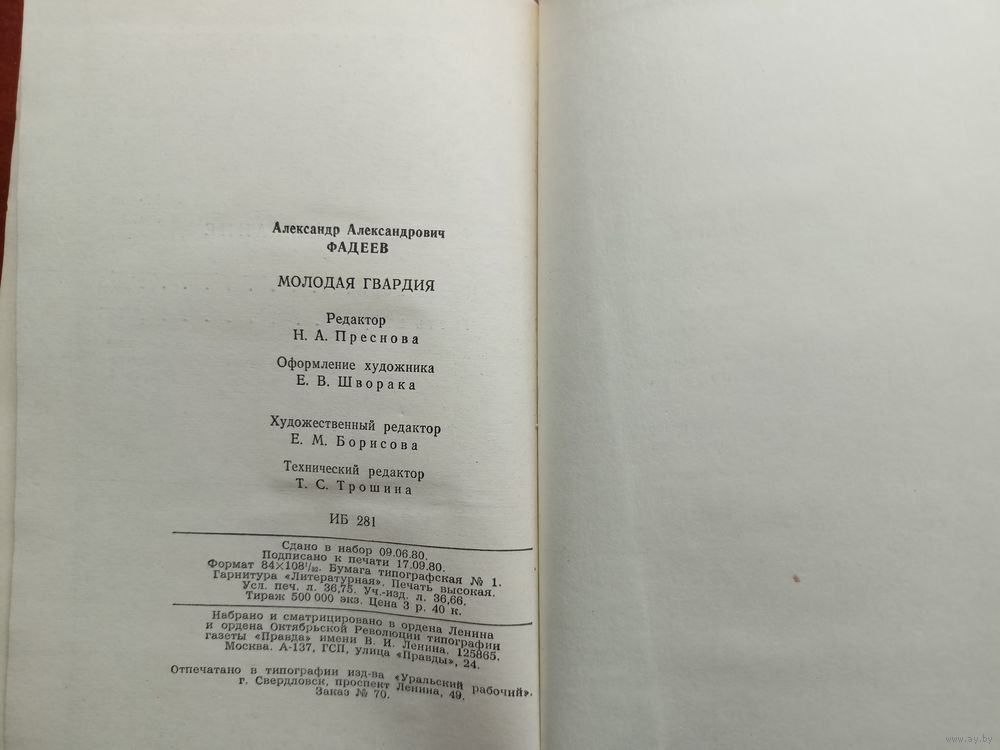 Александр Александрович
ФАДЕЕВ
МОЛОДАЯ ГВАРДИЯ
Редактор
Н. А. Преснова
Оформление художника
Е. В. Шворака
Художественный редактор
Е. М. Борисова
Технический редактор
Т. С. Трошина
ИБ 281
Сдано в набор 09.06.80.
Подписано к печати 17.09.80.
Формат 84×108¹/₃₂. Бумага типографская № 1.
Гарнитура «Литературная». Печать высокая.
Усл. печ. л. 36,75. Уч.-изд. л. 36,66.
Тираж 500 000 экз. Цена 3 р. 40 к.
Набрано и сматрицировано в ордена Ленина
и ордена Октябрьской Революции типографии
газеты «Правда» имени В. И. Ленина. 125865.
Москва. А-137, ГСП, улица «Правды», 24.
Отпечатано в типографии изд-ва «Уральский рабочий».
г. Свердловск, проспект Ленина, 49.
Заказ № 70.
www.ay.by